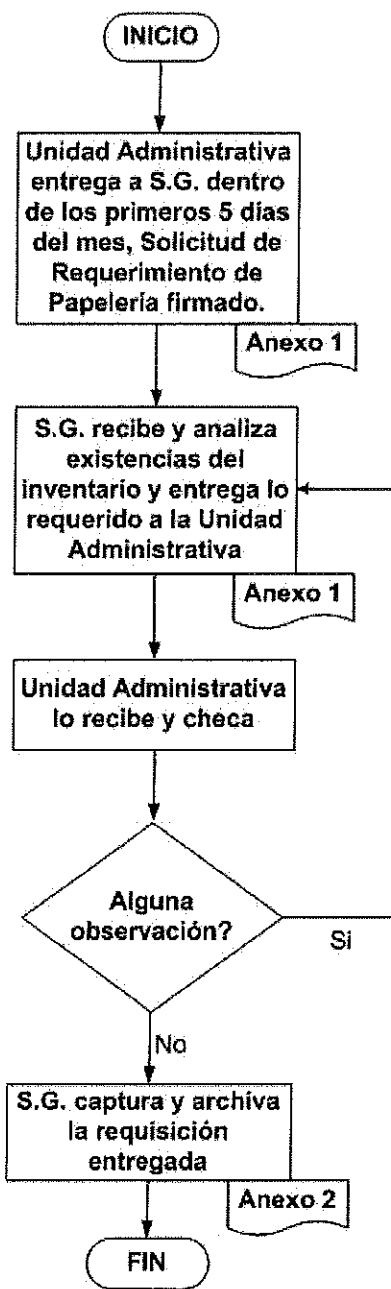 INICIO
Unidad Administrativa
entrega a S.G. dentro
de los primeros 5 días
del mes, Solicitud de
Requerimiento de
Papelería firmado.
Anexo 1
S.G. recibe y analiza
existencias del
inventario y entrega lo
requerido a la Unidad
Administrativa
Anexo 1
Unidad Administrativa
lo recibe y checa
Alguna
observación?
Si
No
S.G. captura y archiva
la requisición
entregada
Anexo 2
FIN